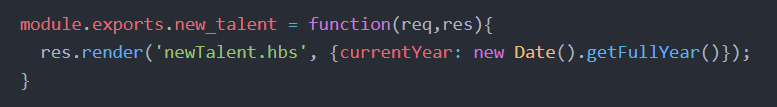 module.exports.new_talent = function(req,res){
  res.render('newTalent.hbs', {currentYear: new Date().getFullYear()});
}